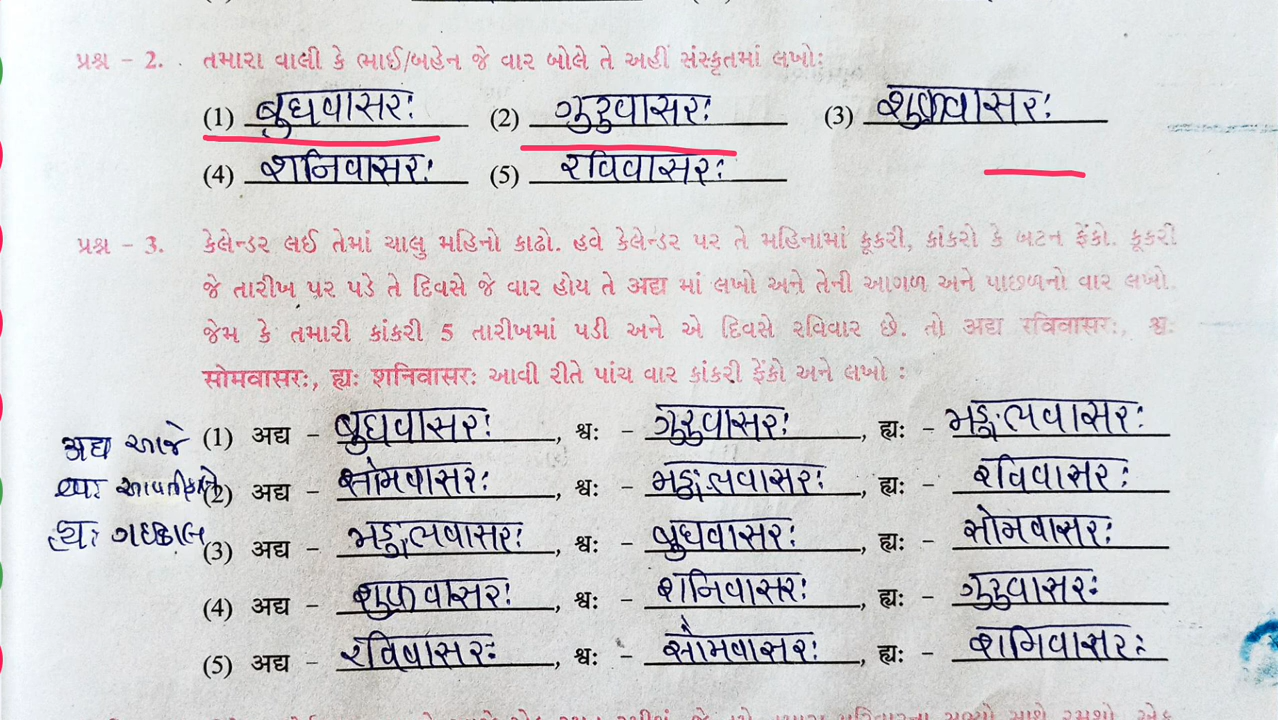 પ્રશ્ન - 2. તમારા વાલી કે ભાઈ/બહેન જે વાર બોલે તે અહીં સંસ્કૃતમાં લખો:
(1) बुधवासरः (2) गुरुवासरः (3) शुक्रवासरः
(4) शनिवासरः (5) रविवासरः
પ્રશ્ન - 3. કેલેન્ડર લઈ તેમાં ચાલુ મહિનો કાઢો. હવે કેલેન્ડર પર તે મહિનામાં કૂકરી, કાંકરો કે બટન ફેંકો. કૂકરી
જે તારીખ પર પડે તે દિવસે જે વાર હોય તે अद्य માં લખો અને તેની આગળ અને પાછળનો વાર લખો.
જેમ કે તમારી કાંકરી 5 તારીખમાં પડી અને એ દિવસે રવિવાર છે. તો अद्य रविवासरः, श्वः
सोमवासरः, ह्यः शनिवासरः આવી રીતે પાંચ વાર કાંકરી ફેંકો અને લખો :
अद्य આજે (1) अद्य - बुधवासरः, श्वः - गुरुवासरः, ह्यः - मङ्गलवासरः
श्वः આવતીકાલે (2) अद्य - सोमवासरः, श्वः - मङ्गलवासरः, ह्यः - रविवासरः
ह्यः ગઇકાલ (3) अद्य - मङ्गलवासरः, श्वः - बुधवासरः, ह्यः - सोमवासरः
(4) अद्य - शुक्रवासरः, श्वः - शनिवासरः, ह्यः - गुरुवासरः
(5) अद्य - रविवासरः, श्वः - सोमवासरः, ह्यः - शनिवासरः